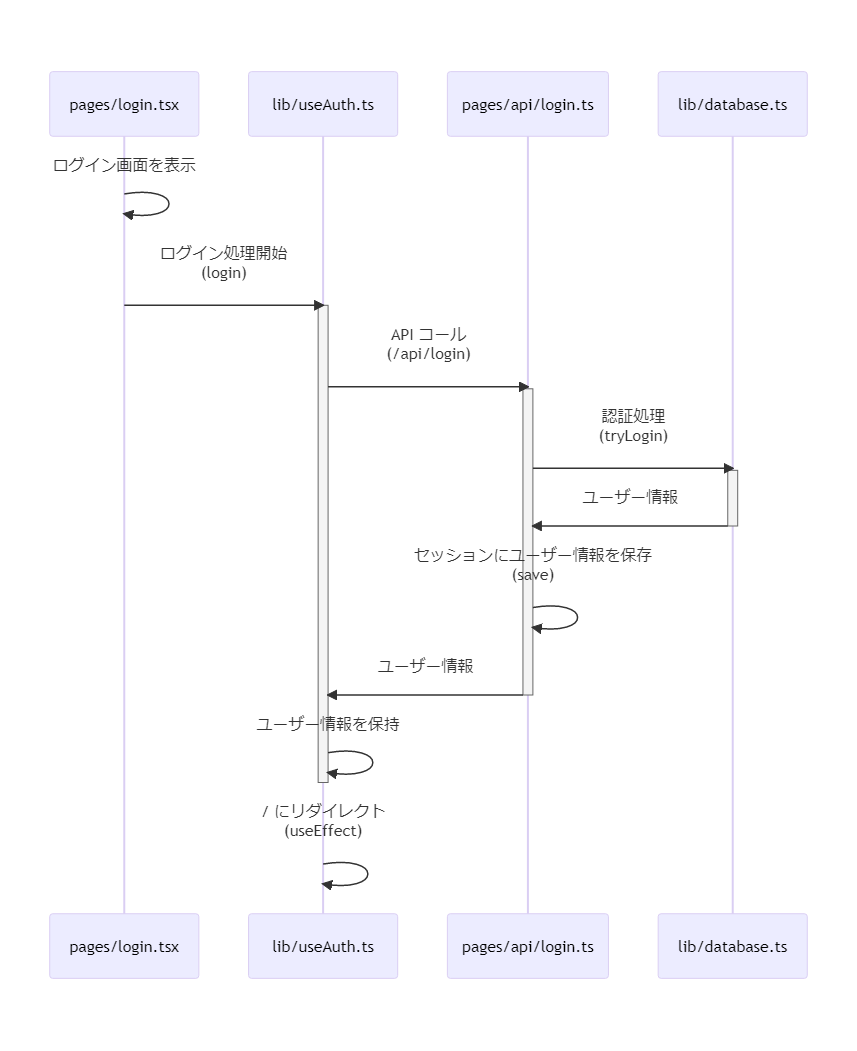 pages/login.tsx
lib/useAuth.ts
pages/api/login.ts
lib/database.ts
ログイン画面を表示
ログイン処理開始
(login)
API コール
(/api/login)
認証処理
(tryLogin)
ユーザー情報
セッションにユーザー情報を保存
(save)
ユーザー情報
ユーザー情報を保持
/ にリダイレクト
(useEffect)
pages/login.tsx
lib/useAuth.ts
pages/api/login.ts
lib/database.ts